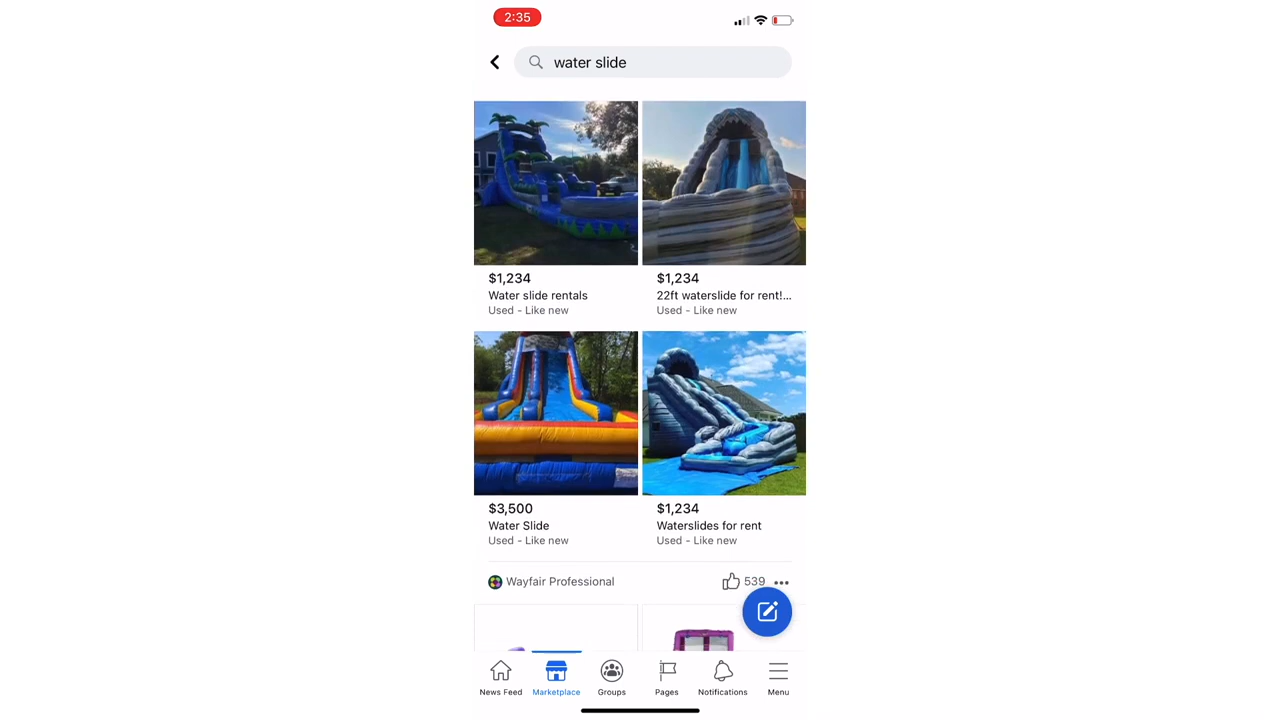 2:35
water slide
$1,234
Water slide rentals
Used - Like new
$1,234
22ft waterslide for rent!...
Used - Like new
$3,500
Water Slide
Used - Like new
$1,234
Waterslides for rent
Used - Like new
Wayfair Professional
539
News Feed
Marketplace
Groups
Pages
Notifications
Menu